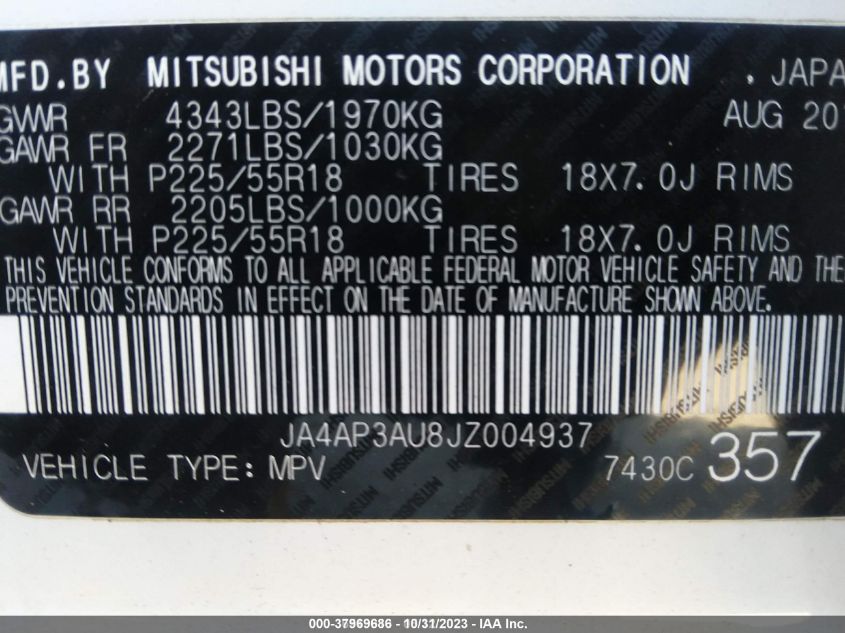 MFD.BY MITSUBISHI MOTORS CORPORATION . JAPA
GVWR 4343LBS/1970KG AUG 201
GAWR FR 2271LBS/1030KG
WITH P225/55R18 TIRES 18X7.0J RIMS
GAWR RR 2205LBS/1000KG
WITH P225/55R18 TIRES 18X7.0J RIMS
THIS VEHICLE CONFORMS TO ALL APPLICABLE FEDERAL MOTOR VEHICLE SAFETY AND THE
PREVENTION STANDARDS IN EFFECT ON THE DATE OF MANUFACTURE SHOWN ABOVE.
JA4AP3AU8JZ004937
VEHICLE TYPE: MPV 7430C 357
000-37969686 - 10/31/2023 - IAA Inc.